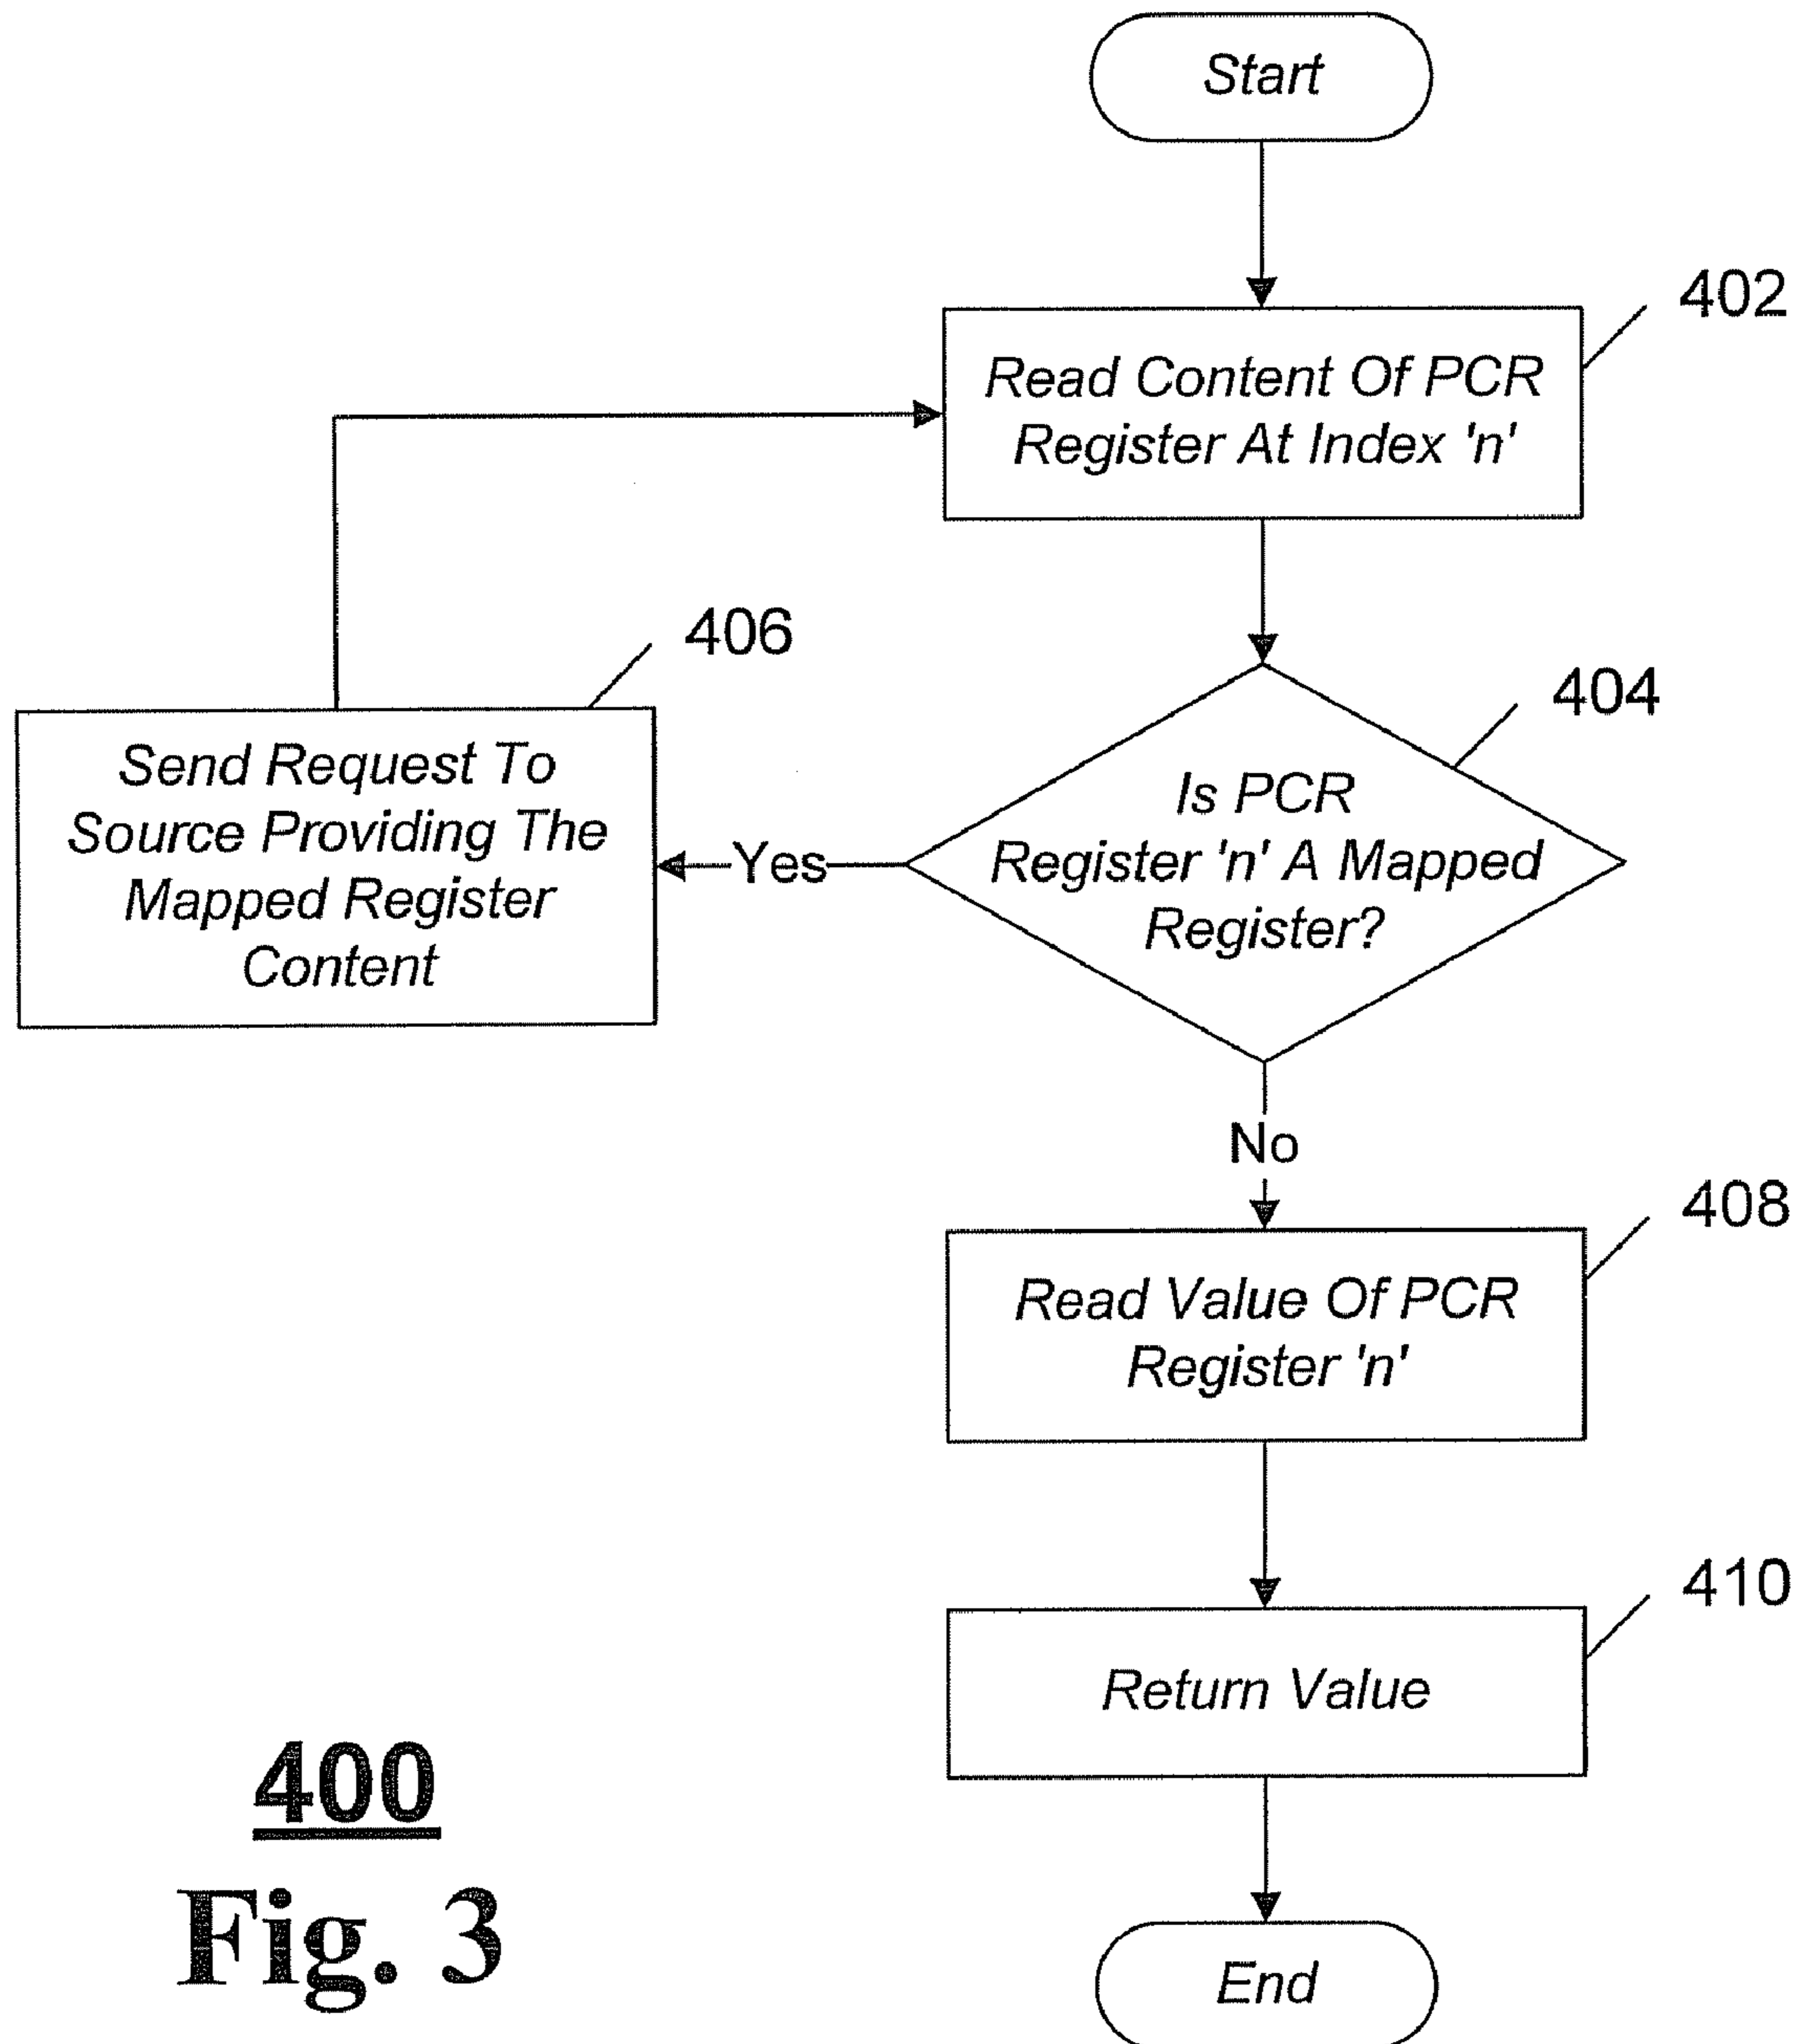 Start
402
Read Content Of PCR
Register At Index 'n'
406
404
Send Request To
Source Providing The
Mapped Register
Content
Yes
Is PCR
Register 'n' A Mapped
Register?
No
408
Read Value Of PCR
Register 'n'
410
Return Value
400
Fig. 3
End